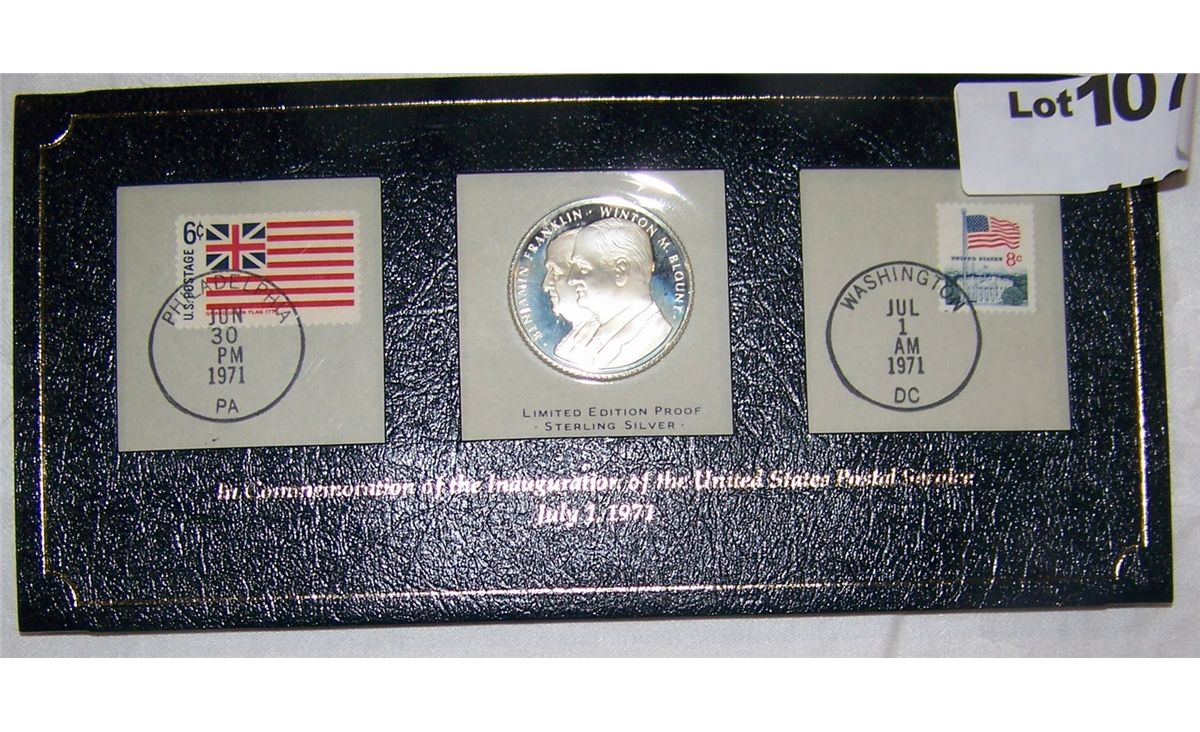 Lot 107
6¢
U.S. POSTAGE
PHILADELPHIA
JUN
30
PM
1971
PA
BENJAMIN FRANKLIN · WINTON M. BLOUNT
LIMITED EDITION PROOF
· STERLING SILVER ·
UNITED STATES 8c
WASHINGTON
JUL
1
AM
1971
DC
In Commemoration of the Inauguration of the United States Postal Service
July 1, 1971